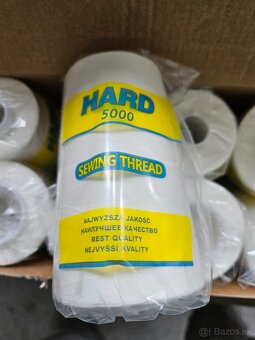 HARD
5000
SEWING THREAD
NAJWYŻSZA JAKOŚĆ
НАИЛУЧШЕЕ КАЧЕСТВО
BEST QUALITY
NEJVYŠŠÍ KVALITY
Bazos.sk